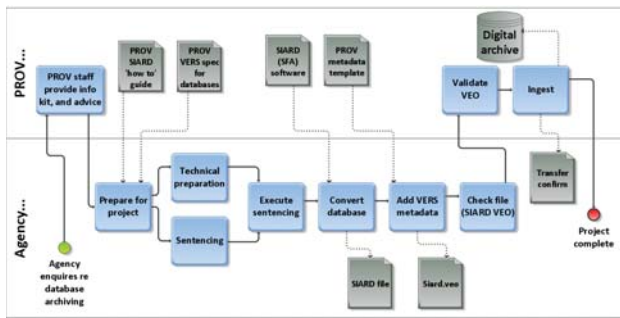 PROV...
PROV staff
provide info
kit, and advice
PROV
SIARD
'how to'
guide
PROV
VERS spec
for
databases
SIARD
(SFA)
software
PROV
metadata
template
Digital
archive
Validate
VEO
Ingest
Agency...
Agency
enquires re
database
archiving
Prepare for
project
Technical
preparation
Sentencing
Execute
sentencing
Convert
database
Add VERS
metadata
Check file
(SIARD VEO)
SIARD file
Siard.veo
Transfer
confirm
Project
complete